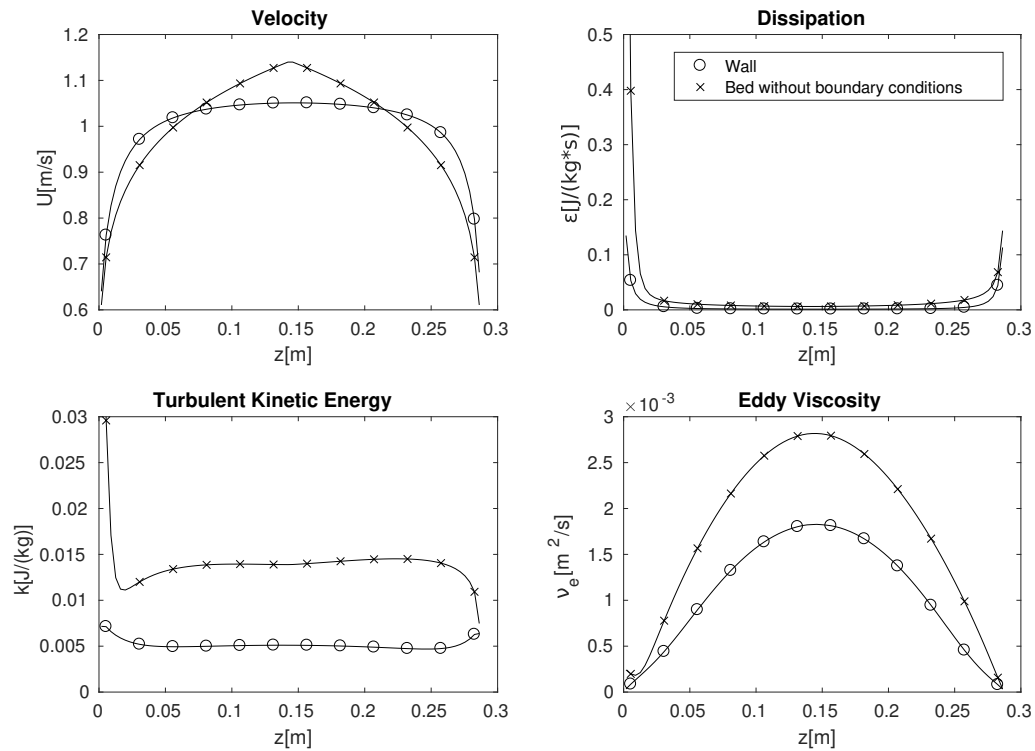 Velocity
1.2
1.1
1
0.9
0.8
0.7
0.6
U[m/s]
0 0.05 0.1 0.15 0.2 0.25 0.3
z[m]
Dissipation
0.5
0.4
0.3
0.2
0.1
0
ε[J/(kg*s)]
Wall
Bed without boundary conditions
0 0.05 0.1 0.15 0.2 0.25 0.3
z[m]
Turbulent Kinetic Energy
0.03
0.025
0.02
0.015
0.01
0.005
0
k[J/(kg)]
0 0.05 0.1 0.15 0.2 0.25 0.3
z[m]
Eddy Viscosity
× 10⁻³
3
2.5
2
1.5
1
0.5
0
ν_e[m²/s]
0 0.05 0.1 0.15 0.2 0.25 0.3
z[m]